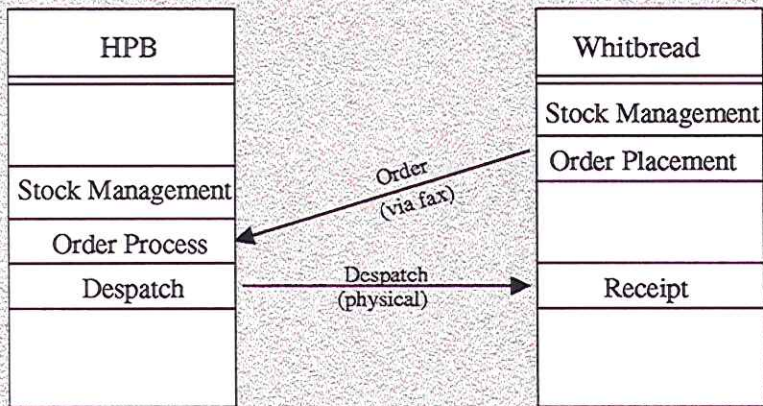 HPB
Stock Management
Order Process
Despatch
Order
(via fax)
Despatch
(physical)
Whitbread
Stock Management
Order Placement
Receipt